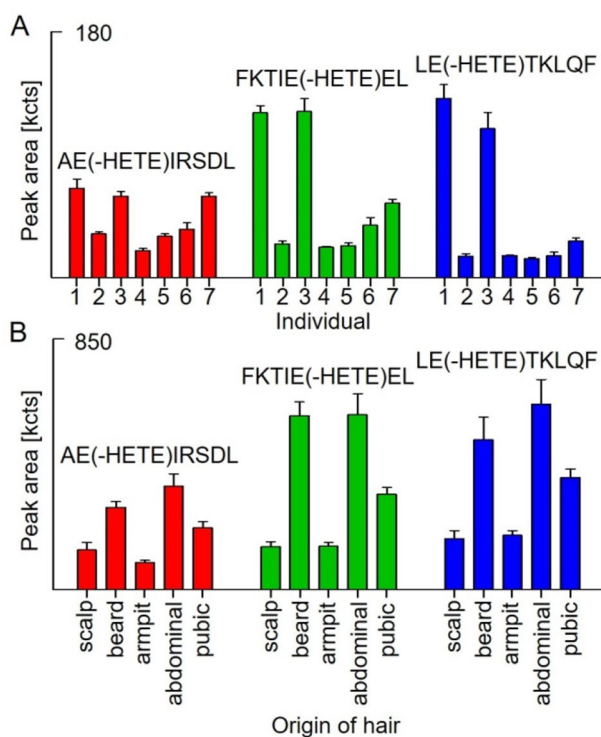 A
180
Peak area [kcts]
AE(-HETE)IRSDL
FKTIE(-HETE)EL
LE(-HETE)TKLQF
1 2 3 4 5 6 7 1 2 3 4 5 6 7 1 2 3 4 5 6 7
Individual
B
850
Peak area [kcts]
AE(-HETE)IRSDL
FKTIE(-HETE)EL
LE(-HETE)TKLQF
scalp beard armpit abdominal pubic scalp beard armpit abdominal pubic scalp beard armpit abdominal pubic
Origin of hair